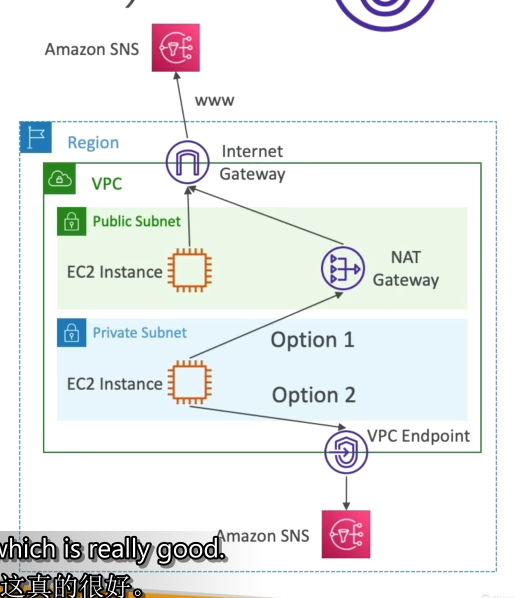 Amazon SNS
www
Region
Internet
Gateway
VPC
Public Subnet
EC2 Instance
NAT
Gateway
Private Subnet
Option 1
EC2 Instance
Option 2
VPC Endpoint
Amazon SNS
which is really good.
这真的很好。